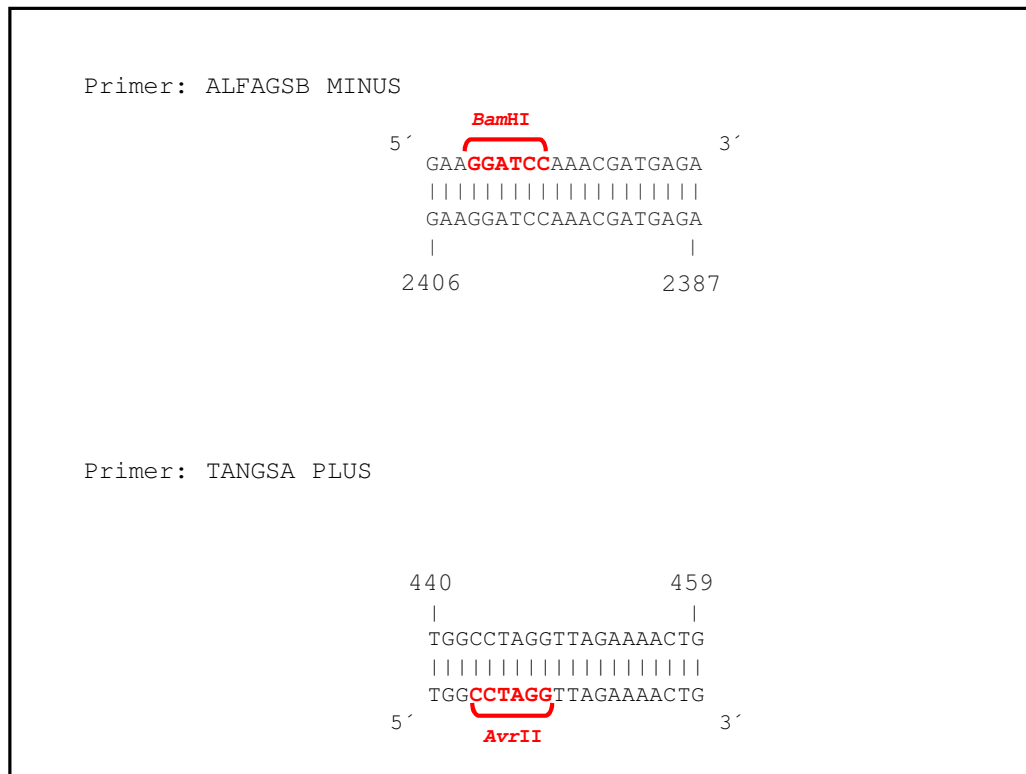 Primer: ALFAGSB MINUS
BamHI
5´ 3´
GAAGGATCCAAACGATGAGA
||||||||||||||||||||
GAAGGATCCAAACGATGAGA
| |
2406 2387
Primer: TANGSA PLUS
440 459
| |
TGGCCTAGGTTAGAAAACTG
||||||||||||||||||||
TGGCCTAGGTTAGAAAACTG
5´ 3´
AvrII